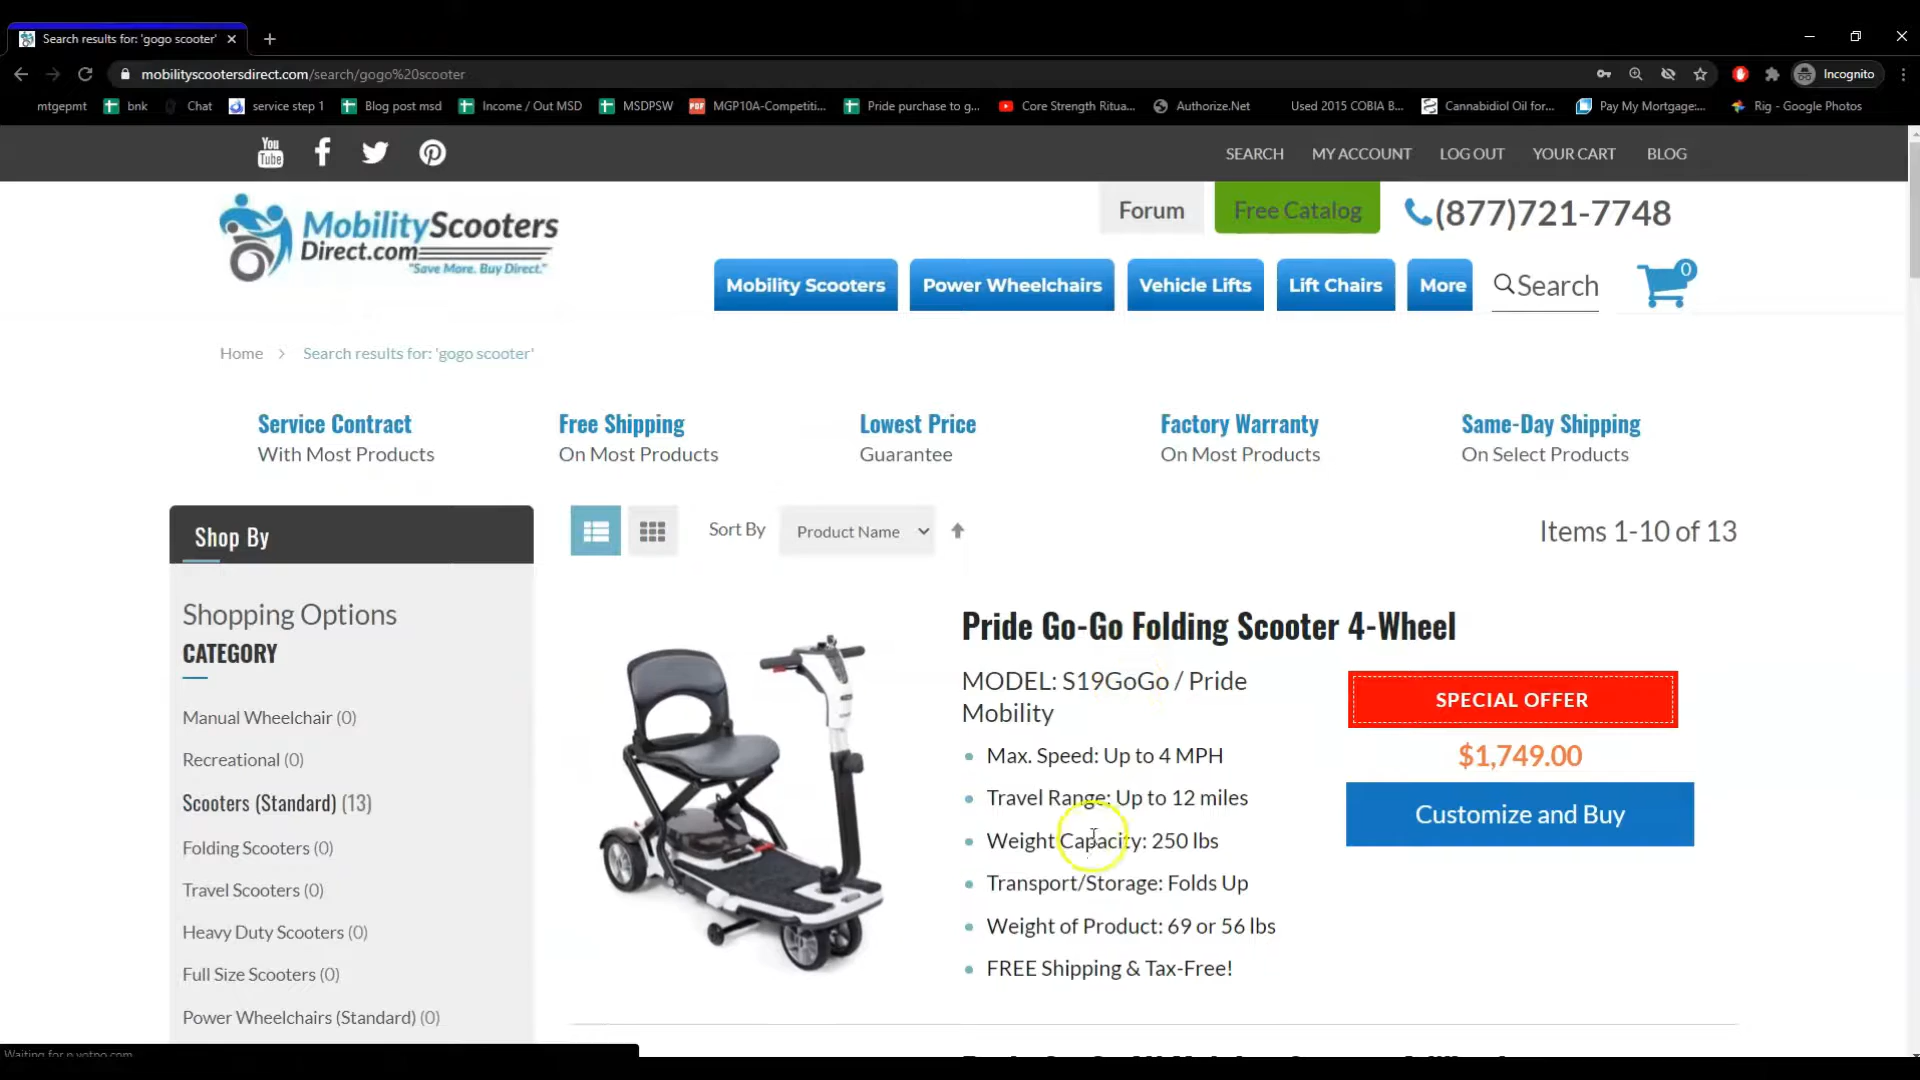 Search results for: 'gogo scooter'
mobilityscootersdirect.com/search/gogo%20scooter
Incognito
mtgepmt
bnk
Chat
service step 1
Blog post msd
Income / Out MSD
MSDPSW
MGP10A-Competiti...
Pride purchase to g...
Core Strength Ritua...
Authorize.Net
Used 2015 COBIA B...
Cannabidiol Oil for...
Pay My Mortgage:...
Rig - Google Photos
You
Tube
SEARCH
MY ACCOUNT
LOG OUT
YOUR CART
BLOG
MobilityScooters
Direct.com
"Save More. Buy Direct."
Forum
Free Catalog
(877)721-7748
Mobility Scooters
Power Wheelchairs
Vehicle Lifts
Lift Chairs
More
Search
0
Home
Search results for: 'gogo scooter'
Service Contract
With Most Products
Free Shipping
On Most Products
Lowest Price
Guarantee
Factory Warranty
On Most Products
Same-Day Shipping
On Select Products
Shop By
Sort By
Product Name
Items 1-10 of 13
Shopping Options
CATEGORY
Manual Wheelchair (0)
Recreational (0)
Scooters (Standard) (13)
Folding Scooters (0)
Travel Scooters (0)
Heavy Duty Scooters (0)
Full Size Scooters (0)
Power Wheelchairs (Standard) (0)
Pride Go-Go Folding Scooter 4-Wheel
MODEL: S19GoGo / Pride
Mobility
Max. Speed: Up to 4 MPH
Travel Range: Up to 12 miles
Weight Capacity: 250 lbs
Transport/Storage: Folds Up
Weight of Product: 69 or 56 lbs
FREE Shipping & Tax-Free!
SPECIAL OFFER
$1,749.00
Customize and Buy